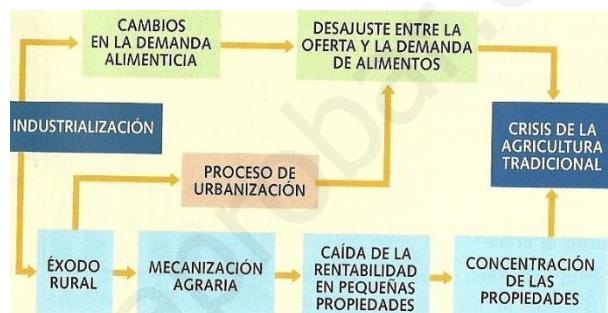 CAMBIOS
EN LA DEMANDA
ALIMENTICIA
DESAJUSTE ENTRE LA
OFERTA Y LA DEMANDA
DE ALIMENTOS
INDUSTRIALIZACIÓN
PROCESO DE
URBANIZACIÓN
CRISIS DE LA
AGRICULTURA
TRADICIONAL
ÉXODO
RURAL
MECANIZACIÓN
AGRARIA
CAÍDA DE LA
RENTABILIDAD
EN PEQUEÑAS
PROPIEDADES
CONCENTRACIÓN
DE LAS
PROPIEDADES